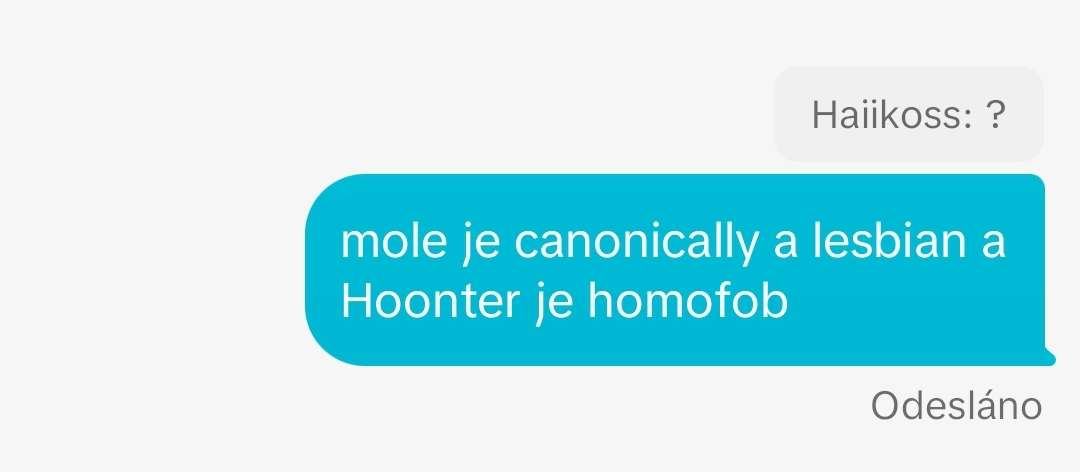 Haiikoss: ?
mole je canonically a lesbian a
Hoonter je homofob
Odesláno